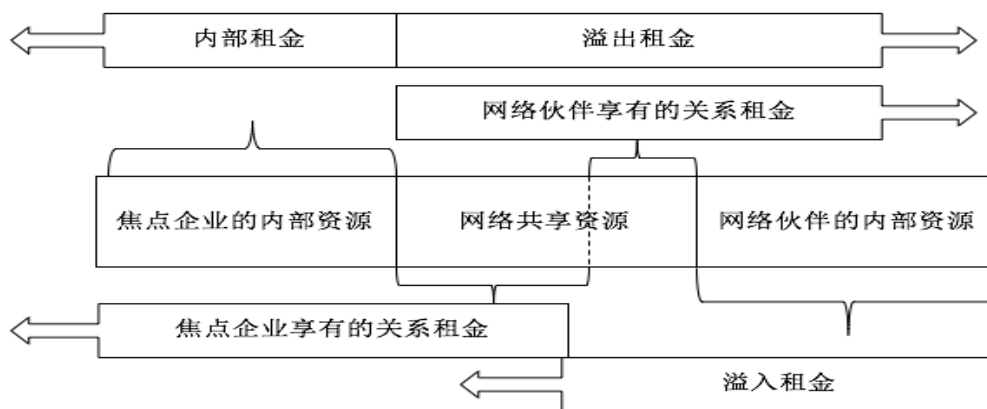 内部租金
溢出租金
网络伙伴享有的关系租金
焦点企业的内部资源
网络共享资源
网络伙伴的内部资源
焦点企业享有的关系租金
溢入租金